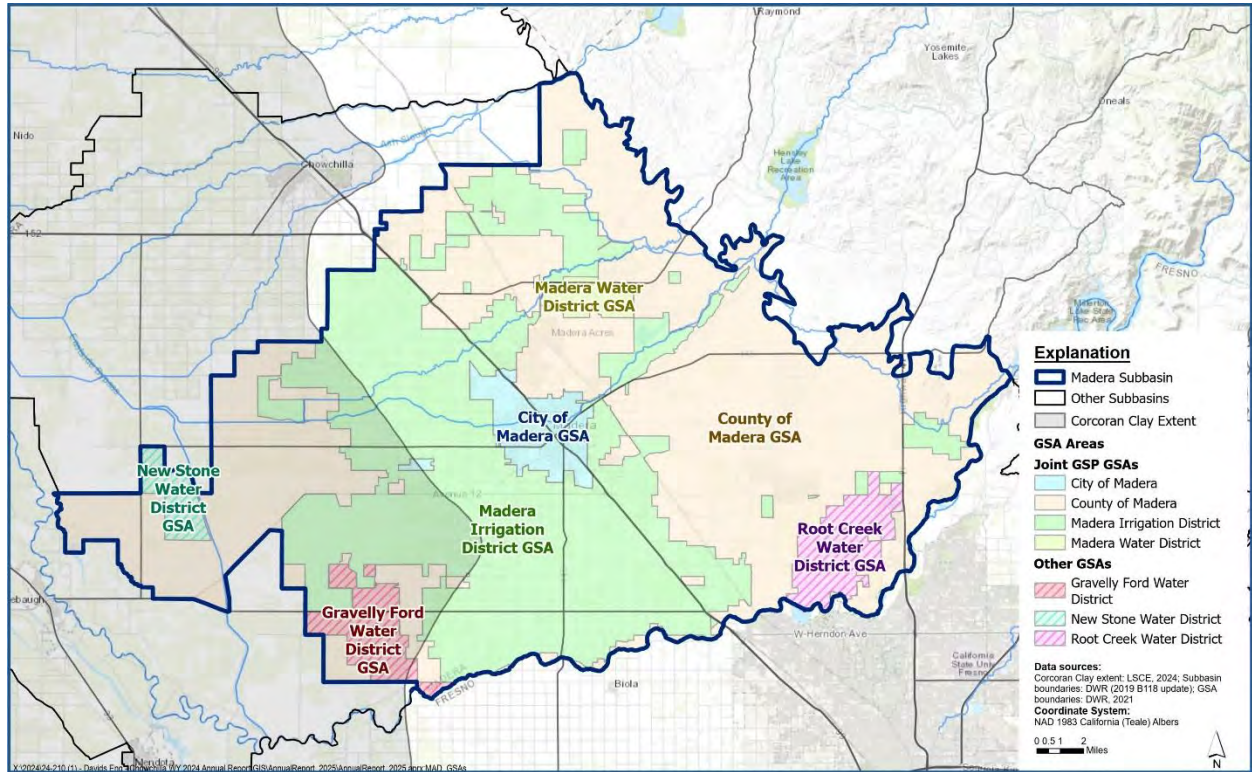 Raymond
Yosemite
Lakes
Oneals
Nido
Ash Slough
Chowchilla
Hensley
Lake
Recreation
Area
152
FRESNO
Madera Water
District GSA
Madera Acres
City of
Madera GSA
County of
Madera GSA
New Stone
Water
District
GSA
Avenue 12
Madera
Irrigation
District GSA
Root Creek
Water
District GSA
Gravelly Ford
Water
District
GSA
W Herndon Ave
FRESNO
Biola
California
State Univ
Fresno
ebaugh
Mendota
Explanation
Madera Subbasin
Other Subbasins
Corcoran Clay Extent
GSA Areas
Joint GSP GSAs
City of Madera
County of Madera
Madera Irrigation District
Madera Water District
Other GSAs
Gravelly Ford Water
District
New Stone Water District
Root Creek Water District
Data sources:
Corcoran Clay extent: LSCE, 2024; Subbasin
boundaries: DWR (2019 B118 update); GSA
boundaries: DWR, 2021
Coordinate System:
NAD 1983 California (Teale) Albers
0 0.5 1 2
Miles
N